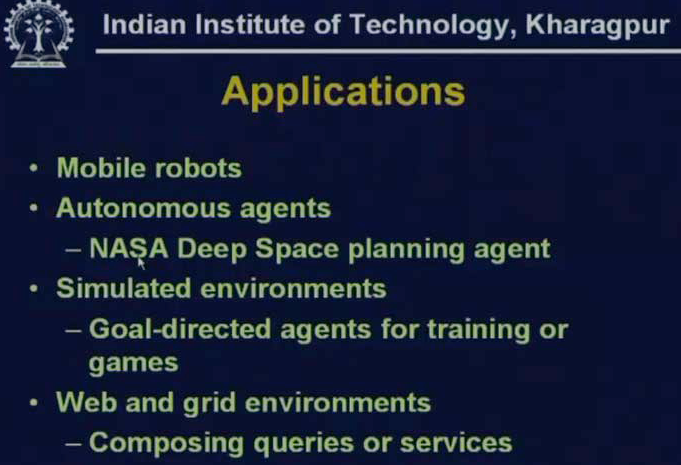 Indian Institute of Technology, Kharagpur
Applications
• Mobile robots
• Autonomous agents
– NASA Deep Space planning agent
• Simulated environments
– Goal-directed agents for training or
games
• Web and grid environments
– Composing queries or services